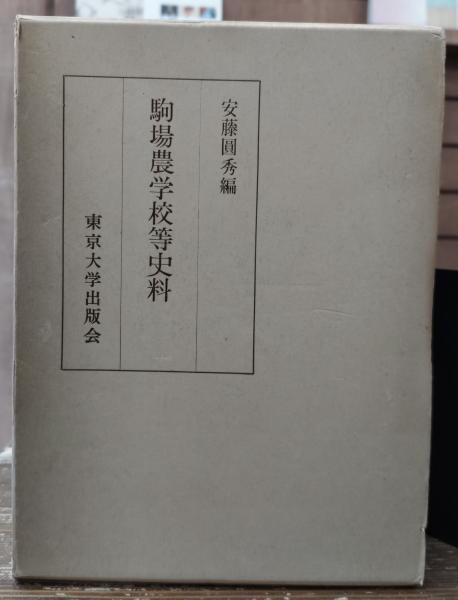 安藤圓秀編
駒場農学校等史料
東京大学出版会